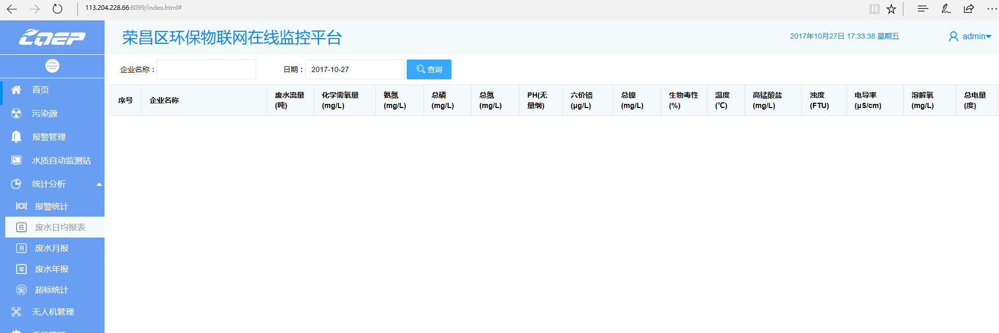 113.204.228.66:8099/index.html#
CQEP
荣昌区环保物联网在线监控平台
2017年10月27日 17:33:38 星期五
admin
企业名称：
日期：
2017-10-27
查询
首页
污染源
报警管理
水质自动监测站
统计分析
报警统计
日
废水日均报表
月
废水月报
年
废水年报
超标统计
无人机管理
系统管理
序号
企业名称
废水流量
(吨)
化学需氧量
(mg/L)
氨氮
(mg/L)
总磷
(mg/L)
总氮
(mg/L)
PH(无
量纲)
六价铬
(μg/L)
总镍
(mg/L)
生物毒性
(%)
温度
(℃)
高锰酸盐
(mg/L)
浊度
(FTU)
电导率
(μS/cm)
溶解氧
(mg/L)
总电量
(度)